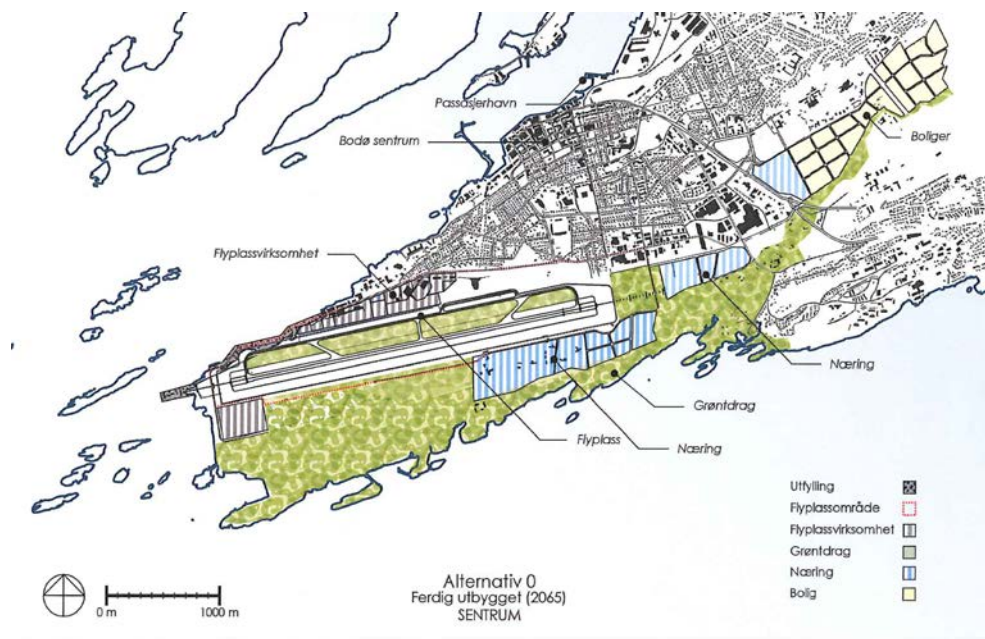 Passasjerhavn
Bodø sentrum
Boliger
Flyplassvirksomhet
Næring
Grøntdrag
Flyplass
Næring
Utfylling
Flyplassområde
Flyplassvirksomhet
Grøntdrag
Næring
Bolig
0 m
1000 m
Alternativ 0
Ferdig utbygget (2065)
SENTRUM